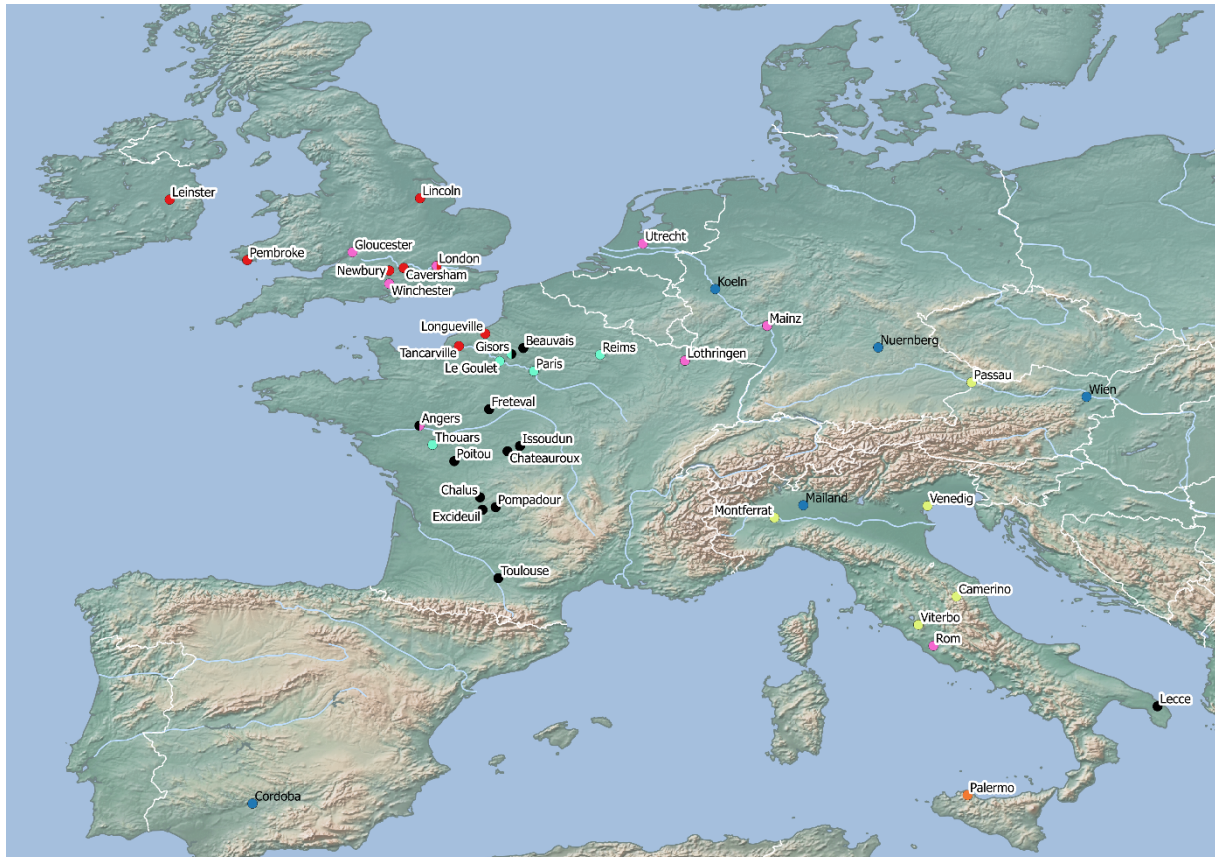 Leinster
Lincoln
Pembroke
Gloucester
London
Newbury
Caversham
Winchester
Utrecht
Koeln
Mainz
Longueville
Tancarville
Gisors
Beauvais
Le Goulet
Paris
Reims
Lothringen
Nuernberg
Passau
Wien
Freteval
Angers
Thouars
Issoudun
Chateauroux
Poitou
Chalus
Pompadour
Excideuil
Montferrat
Mailand
Venedig
Toulouse
Camerino
Viterbo
Rom
Lecce
Palermo
Cordoba